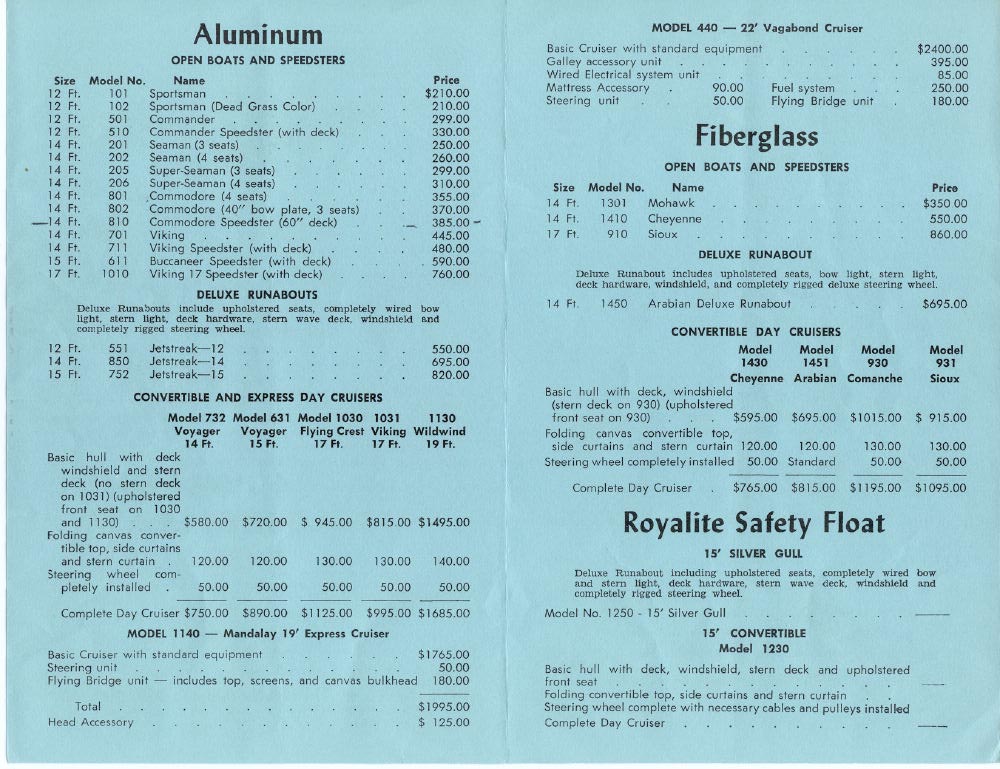 Aluminum
OPEN BOATS AND SPEEDSTERS
Size Model No. Name Price
12 Ft. 101 Sportsman . . . . . . . . $210.00
12 Ft. 102 Sportsman (Dead Grass Color) . . . . 210.00
12 Ft. 501 Commander . . . . . . . 299.00
12 Ft. 510 Commander Speedster (with deck) . . . 330.00
14 Ft. 201 Seaman (3 seats) . . . . . . 250.00
14 Ft. 202 Seaman (4 seats) . . . . . . 260.00
14 Ft. 205 Super-Seaman (3 seats) . . . . . 299.00
14 Ft. 206 Super-Seaman (4 seats) . . . . . 310.00
14 Ft. 801 Commodore (4 seats) . . . . . 355.00
14 Ft. 802 Commodore (40″ bow plate, 3 seats) . . 370.00
14 Ft. 810 Commodore Speedster (60″ deck) . . 385.00
14 Ft. 701 Viking . . . . . . . . 445.00
14 Ft. 711 Viking Speedster (with deck) . . . . 480.00
15 Ft. 611 Buccaneer Speedster (with deck) . . . 590.00
17 Ft. 1010 Viking 17 Speedster (with deck) . . . 760.00
DELUXE RUNABOUTS
Deluxe Runabouts include upholstered seats, completely wired bow
light, stern light, deck hardware, stern wave deck, windshield and
completely rigged steering wheel.
12 Ft. 551 Jetstreak—12 . . . . . . 550.00
14 Ft. 850 Jetstreak—14 . . . . . . 695.00
15 Ft. 752 Jetstreak—15 . . . . . . 820.00
CONVERTIBLE AND EXPRESS DAY CRUISERS
Model 732 Model 631 Model 1030 1031 1130
Voyager Voyager Flying Crest Viking Wildwind
14 Ft. 15 Ft. 17 Ft. 17 Ft. 19 Ft.
Basic hull with deck
windshield and stern
deck (no stern deck
on 1031) (upholstered
front seat on 1030
and 1130) . . . $580.00 $720.00 $ 945.00 $815.00 $1495.00
Folding canvas conver-
tible top, side curtains
and stern curtain . 120.00 120.00 130.00 130.00 140.00
Steering wheel com-
pletely installed . 50.00 50.00 50.00 50.00 50.00
Complete Day Cruiser $750.00 $890.00 $1125.00 $995.00 $1685.00
MODEL 1140 — Mandalay 19′ Express Cruiser
Basic Cruiser with standard equipment . . . . . $1765.00
Steering unit . . . . . . . . . . 50.00
Flying Bridge unit — includes top, screens, and canvas bulkhead 180.00
Total . . . . . . . . . . $1995.00
Head Accessory . . . . . . . . . $ 125.00
MODEL 440 — 22′ Vagabond Cruiser
Basic Cruiser with standard equipment . . . . . $2400.00
Galley accessory unit . . . . . . . . 395.00
Wired Electrical system unit . . . . . . . 85.00
Mattress Accessory . 90.00 Fuel system . . . 250.00
Steering unit . . 50.00 Flying Bridge unit . 180.00
Fiberglass
OPEN BOATS AND SPEEDSTERS
Size Model No. Name Price
14 Ft. 1301 Mohawk . . . . . . . $350.00
14 Ft. 1410 Cheyenne . . . . . . . 550.00
17 Ft. 910 Sioux . . . . . . . . 860.00
DELUXE RUNABOUT
Deluxe Runabout includes upholstered seats, bow light, stern light,
deck hardware, windshield, and completely rigged deluxe steering wheel.
14 Ft. 1450 Arabian Deluxe Runabout . . . . $695.00
CONVERTIBLE DAY CRUISERS
Model Model Model Model
1430 1451 930 931
Cheyenne Arabian Comanche Sioux
Basic hull with deck, windshield
(stern deck on 930) (upholstered
front seat on 930) . . . $595.00 $695.00 $1015.00 $ 915.00
Folding canvas convertible top,
side curtains and stern curtain 120.00 120.00 130.00 130.00
Steering wheel completely installed 50.00 Standard 50.00 50.00
Complete Day Cruiser . $765.00 $815.00 $1195.00 $1095.00
Royalite Safety Float
15′ SILVER GULL
Deluxe Runabout including upholstered seats, completely wired bow
and stern light, deck hardware, stern wave deck, windshield and
completely rigged steering wheel.
Model No. 1250 - 15′ Silver Gull . . . . . . .
15′ CONVERTIBLE
Model 1230
Basic hull with deck, windshield, stern deck and upholstered
front seat . . . . . . . . . .
Folding convertible top, side curtains and stern curtain . .
Steering wheel complete with necessary cables and pulleys installed
Complete Day Cruiser . . . . . . . .